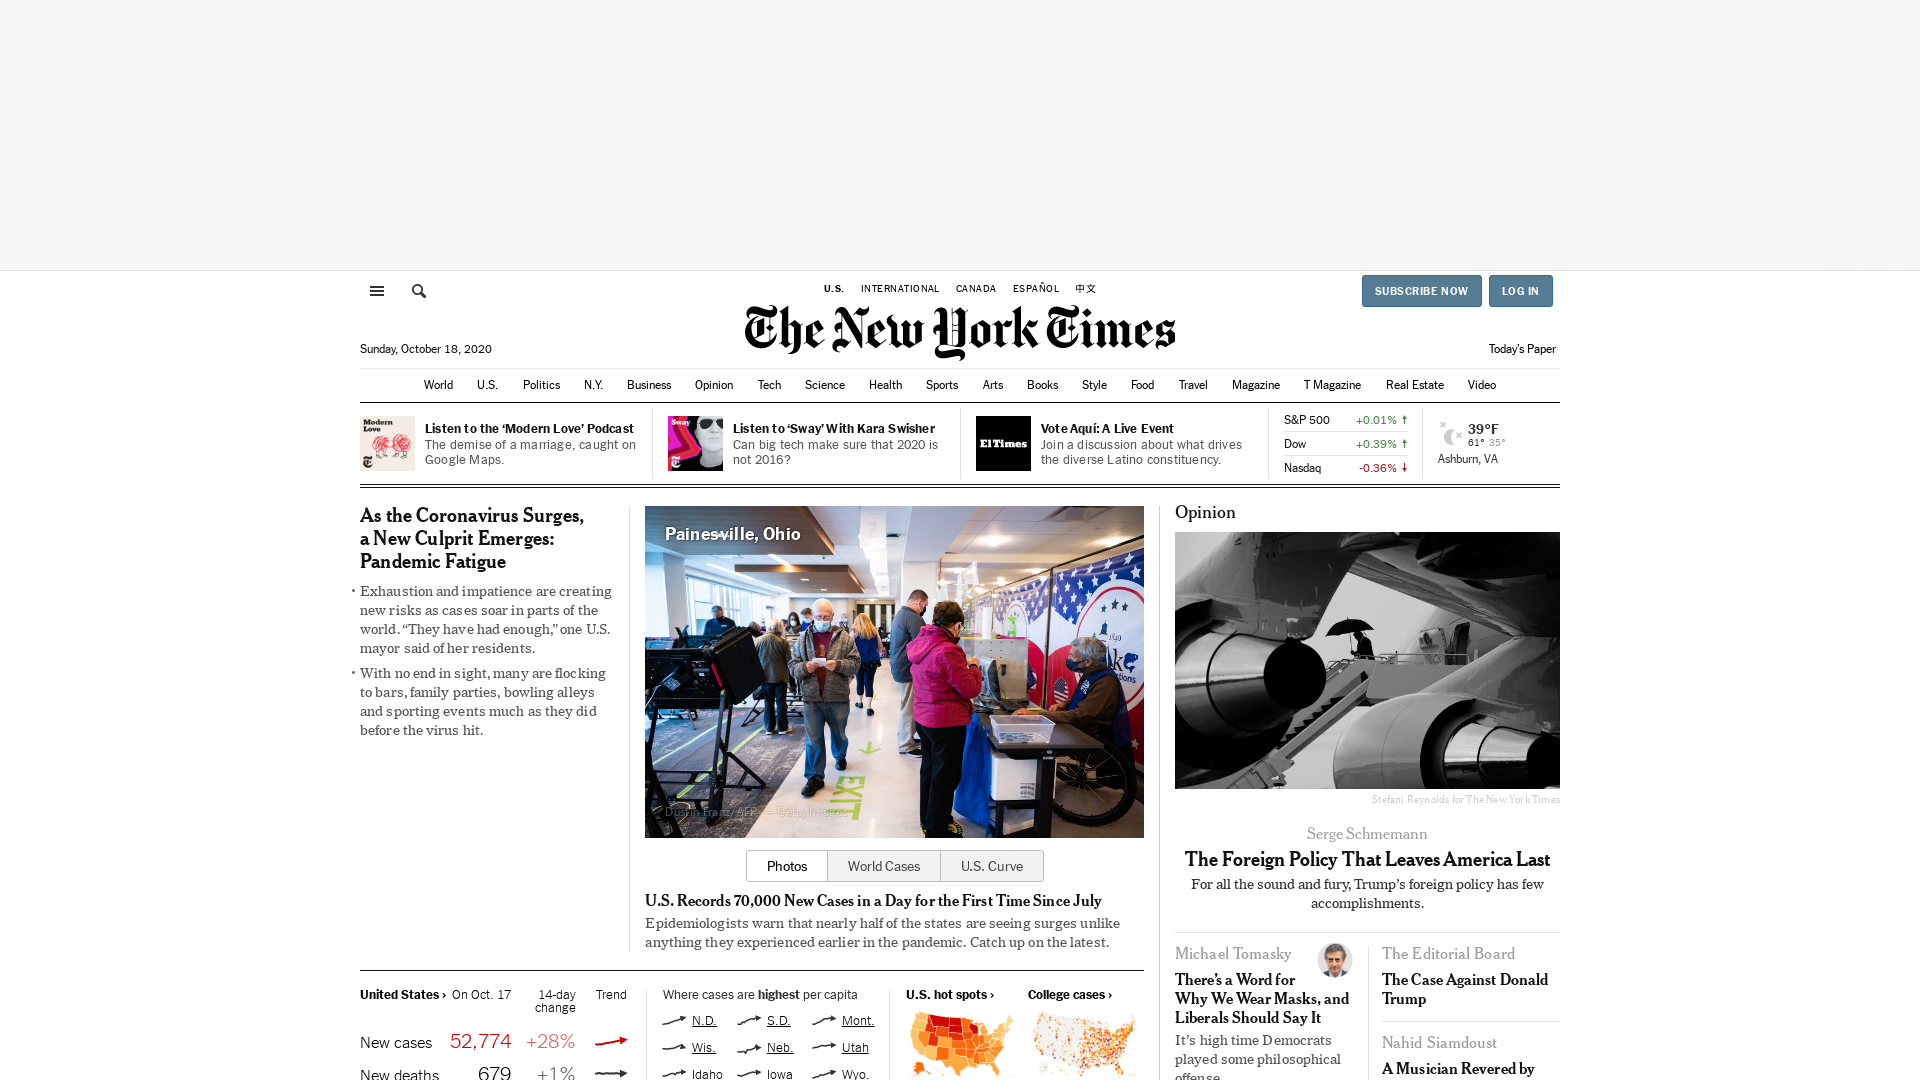 U.S. INTERNATIONAL CANADA ESPAÑOL 中文
SUBSCRIBE NOW LOG IN
The New York Times
Sunday, October 18, 2020
Today's Paper
World U.S. Politics N.Y. Business Opinion Tech Science Health Sports Arts Books Style Food Travel Magazine T Magazine Real Estate Video
Modern Love
Listen to the ‘Modern Love’ Podcast
The demise of a marriage, caught on
Google Maps.
Sway
Listen to ‘Sway’ With Kara Swisher
Can big tech make sure that 2020 is
not 2016?
El Times
Vote Aquí: A Live Event
Join a discussion about what drives
the diverse Latino constituency.
S&P 500 +0.01%
Dow +0.39%
Nasdaq -0.36%
39°F
61° 35°
Ashburn, VA
As the Coronavirus Surges,
a New Culprit Emerges:
Pandemic Fatigue
• Exhaustion and impatience are creating
new risks as cases soar in parts of the
world. “They have had enough,” one U.S.
mayor said of her residents.
• With no end in sight, many are flocking
to bars, family parties, bowling alleys
and sporting events much as they did
before the virus hit.
Painesville, Ohio
EXIT
Dustin Franz/AFP — Getty Images
Photos World Cases U.S. Curve
U.S. Records 70,000 New Cases in a Day for the First Time Since July
Epidemiologists warn that nearly half of the states are seeing surges unlike
anything they experienced earlier in the pandemic. Catch up on the latest.
United States › On Oct. 17 14-day change Trend
New cases 52,774 +28%
New deaths 679 +1%
Where cases are highest per capita
N.D. S.D. Mont.
Wis. Neb. Utah
Idaho Iowa Wyo.
U.S. hot spots › College cases ›
Opinion
Stefani Reynolds for The New York Times
Serge Schmemann
The Foreign Policy That Leaves America Last
For all the sound and fury, Trump’s foreign policy has few
accomplishments.
Michael Tomasky
There’s a Word for
Why We Wear Masks, and
Liberals Should Say It
It’s high time Democrats
played some philosophical
offense.
The Editorial Board
The Case Against Donald
Trump
Nahid Siamdoust
A Musician Revered by